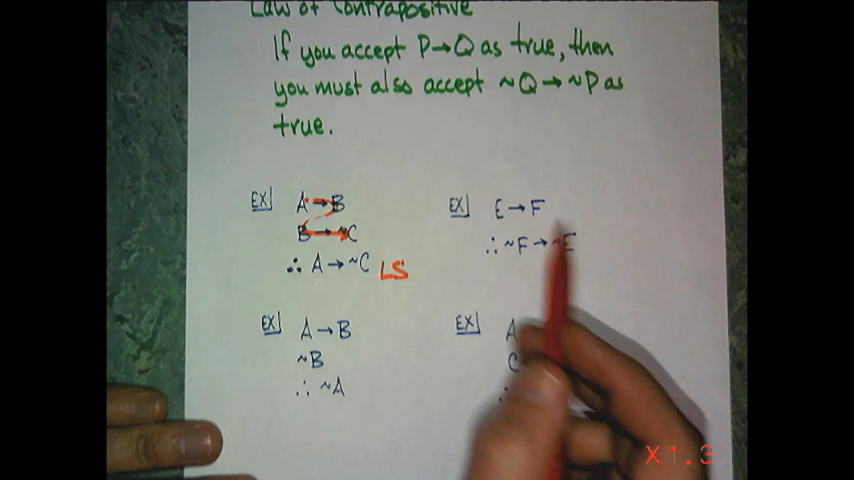 Law of Contrapositive
If you accept P→Q as true, then
you must also accept ~Q→~P as
true.
EX A→B
B→~C
∴ A→~C LS
EX E→F
∴ ~F→~E
EX A→B
~B
∴ ~A
EX A
C
∴
X1.3